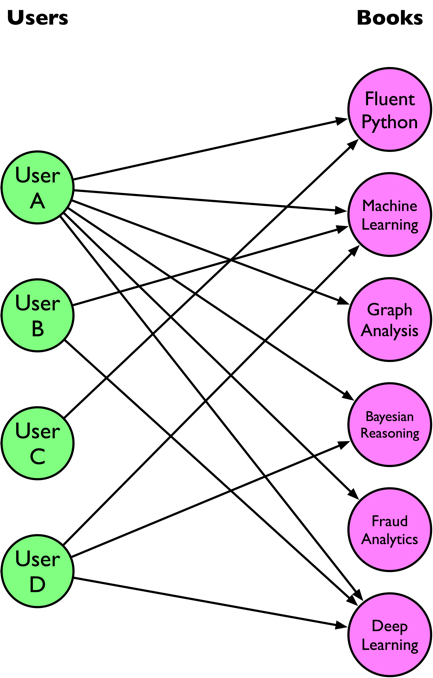 Users
Books
User
A
User
B
User
C
User
D
Fluent
Python
Machine
Learning
Graph
Analysis
Bayesian
Reasoning
Fraud
Analytics
Deep
Learning